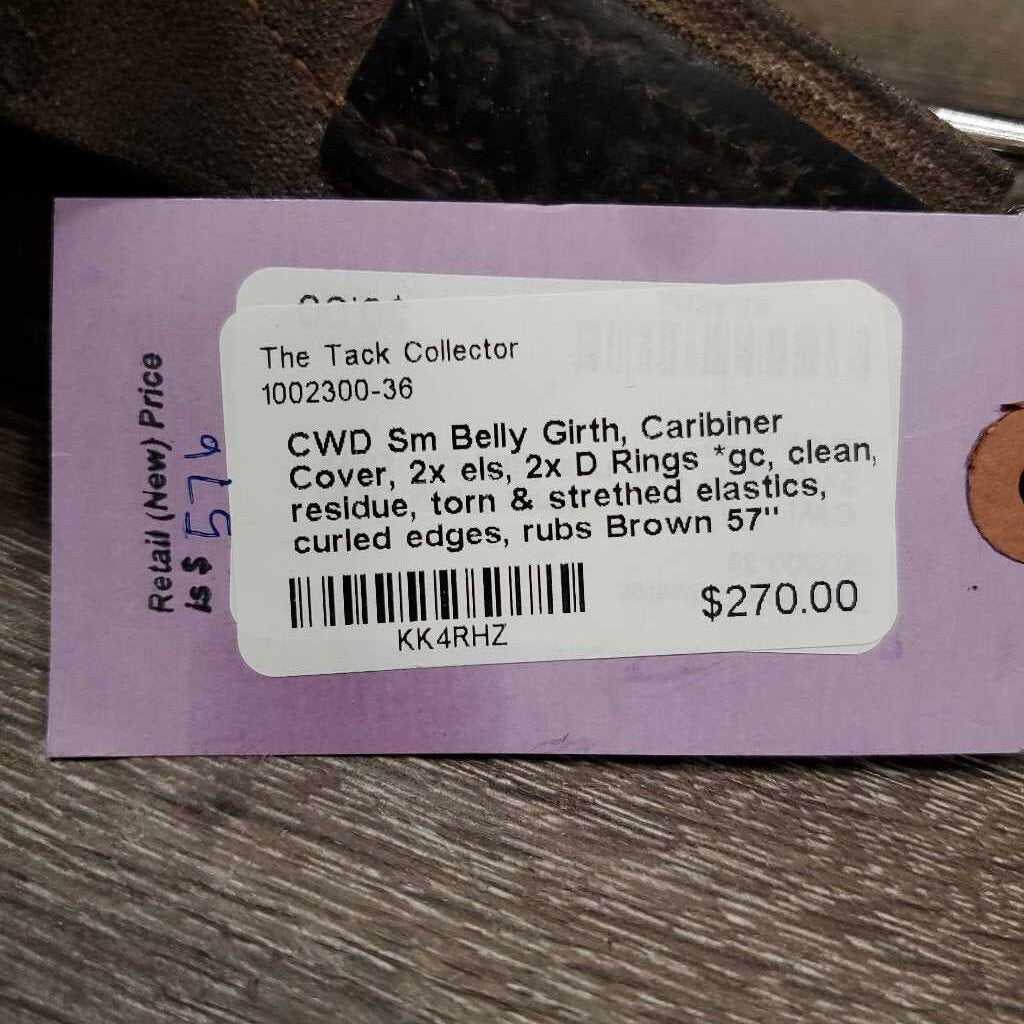 The Tack Collector
1002300-36
CWD Sm Belly Girth, Caribiner
Cover, 2x els, 2x D Rings *gc, clean,
residue, torn & strethed elastics,
curled edges, rubs Brown 57"
KK4RHZ
$270.00
Retail (New) Price
is $ 576